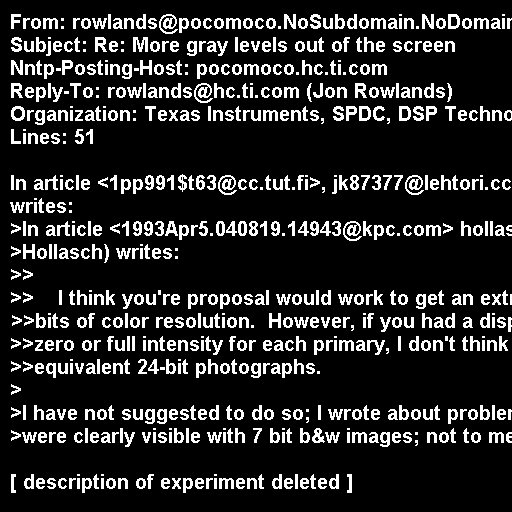 From: rowlands@pocomoco.NoSubdomain.NoDomain
Subject: Re: More gray levels out of the screen
Nntp-Posting-Host: pocomoco.hc.ti.com
Reply-To: rowlands@hc.ti.com (Jon Rowlands)
Organization: Texas Instruments, SPDC, DSP Techno
Lines: 51

In article <1pp991$t63@cc.tut.fi>, jk87377@lehtori.cc
writes:
>In article <1993Apr5.040819.14943@kpc.com> hollas
>Hollasch) writes:
>>
>>    I think you're proposal would work to get an extr
>>bits of color resolution.  However, if you had a disp
>>zero or full intensity for each primary, I don't think
>>equivalent 24-bit photographs.
>
>I have not suggested to do so; I wrote about probler
>were clearly visible with 7 bit b&w images; not to me

[ description of experiment deleted ]